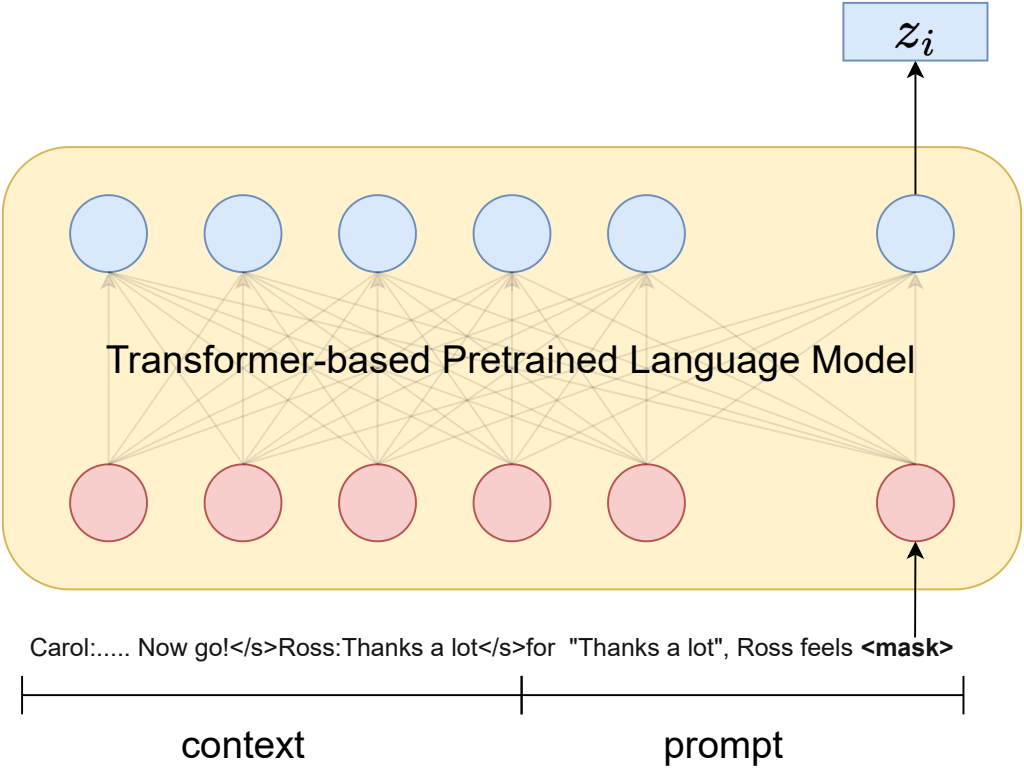 z_i
Transformer-based Pretrained Language Model
Carol:..... Now go!</s>Ross:Thanks a lot</s>for "Thanks a lot", Ross feels <mask>
context prompt